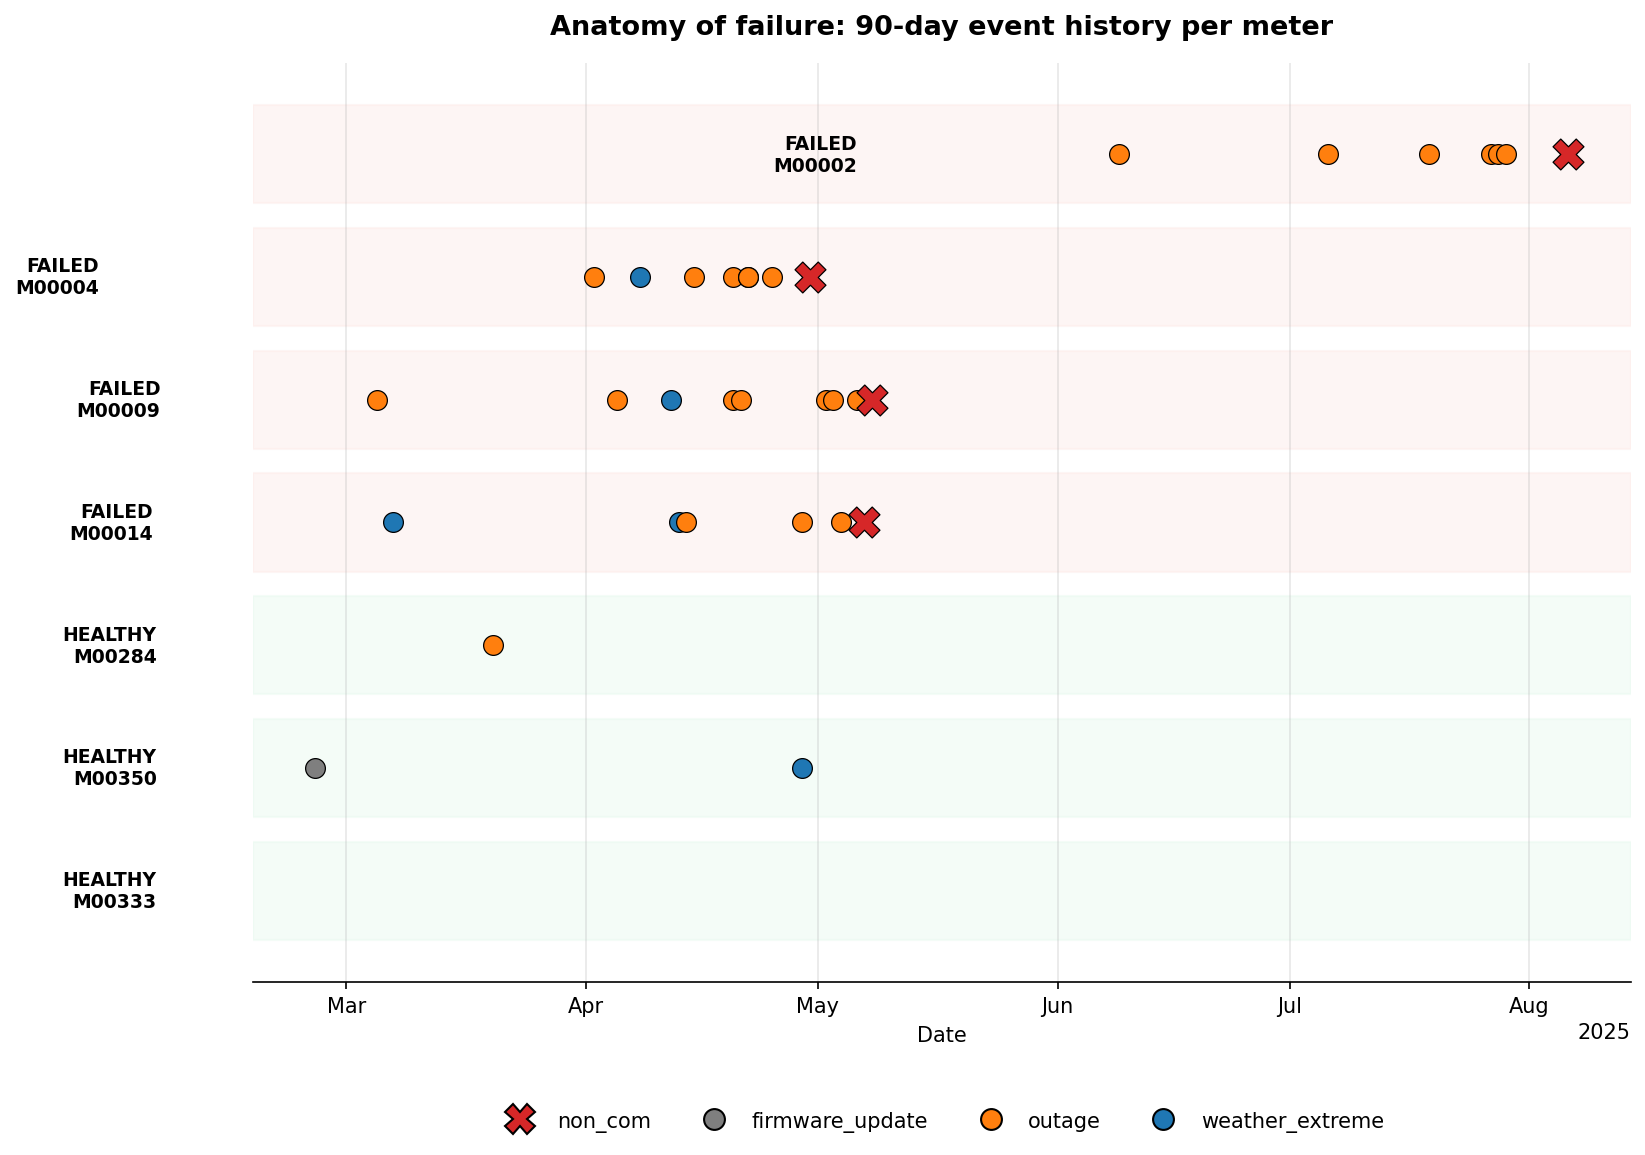 Anatomy of failure: 90-day event history per meter
FAILED
M00002
FAILED
M00004
FAILED
M00009
FAILED
M00014
HEALTHY
M00284
HEALTHY
M00350
HEALTHY
M00333
Mar Apr May Jun Jul Aug
Date
2025
non_com firmware_update outage weather_extreme